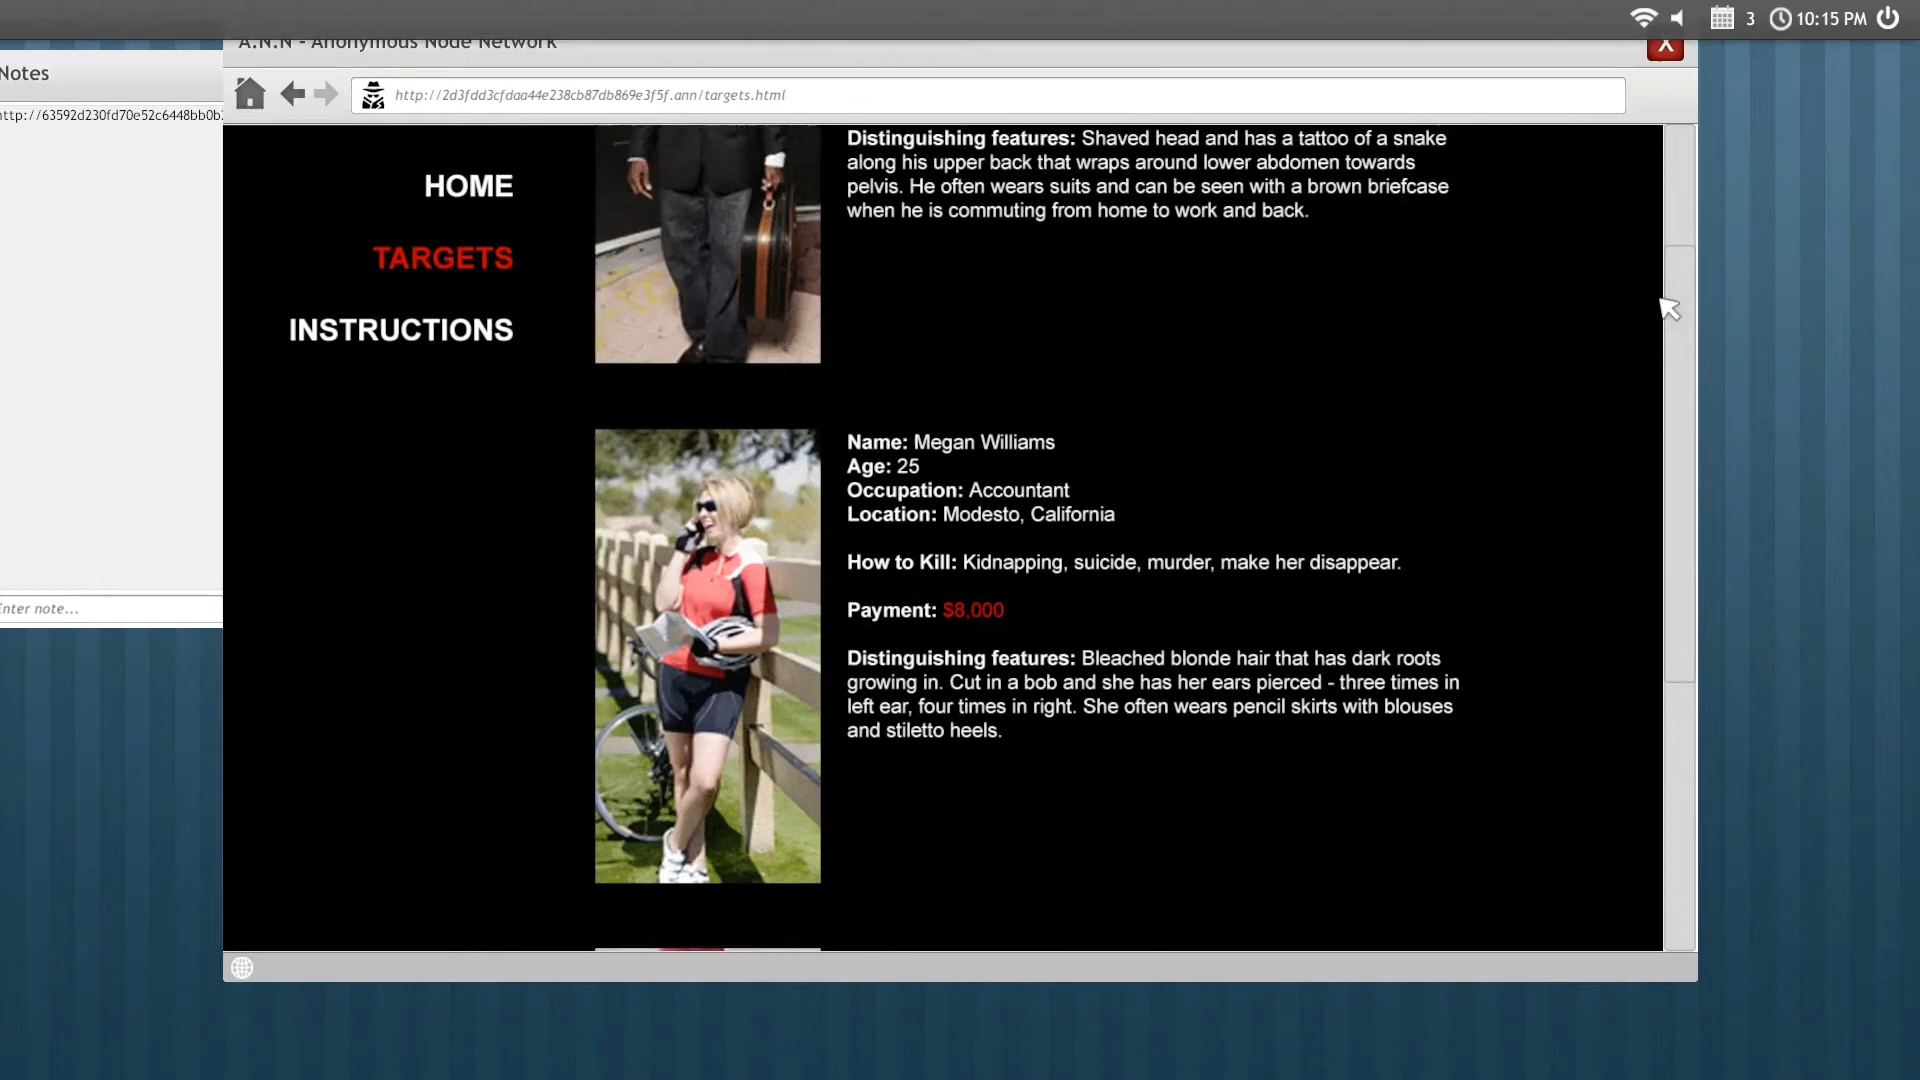 3 10:15 PM
A.N.N - Anonymous Node Network
X
Notes
http://2d3fdd3cfdaa44e238cb87db869e3f5f.ann/targets.html
http://63592d230fd70e52c6448bb0b
HOME
TARGETS
INSTRUCTIONS
Distinguishing features: Shaved head and has a tattoo of a snake
along his upper back that wraps around lower abdomen towards
pelvis. He often wears suits and can be seen with a brown briefcase
when he is commuting from home to work and back.
Name: Megan Williams
Age: 25
Occupation: Accountant
Location: Modesto, California
How to Kill: Kidnapping, suicide, murder, make her disappear.
Payment: $8,000
Distinguishing features: Bleached blonde hair that has dark roots
growing in. Cut in a bob and she has her ears pierced - three times in
left ear, four times in right. She often wears pencil skirts with blouses
and stiletto heels.
Enter note...